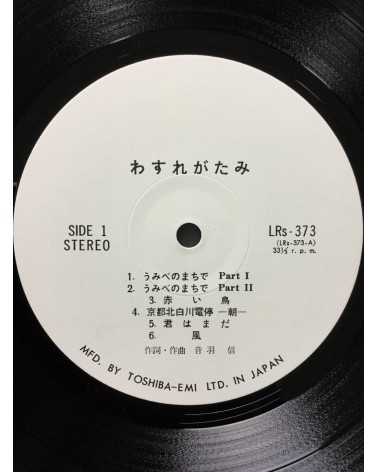 わすれがたみ
SIDE 1
STEREO
LRs-373
(LRs-373-A)
33⅓ r. p. m.
1. うみべのまちで Part I
2. うみべのまちで Part II
3. 赤い鳥
4. 京都北白川電停 —朝—
5. 君はまだ
6. 風
作詞・作曲 音羽信
MFD. BY TOSHIBA-EMI LTD. IN JAPAN